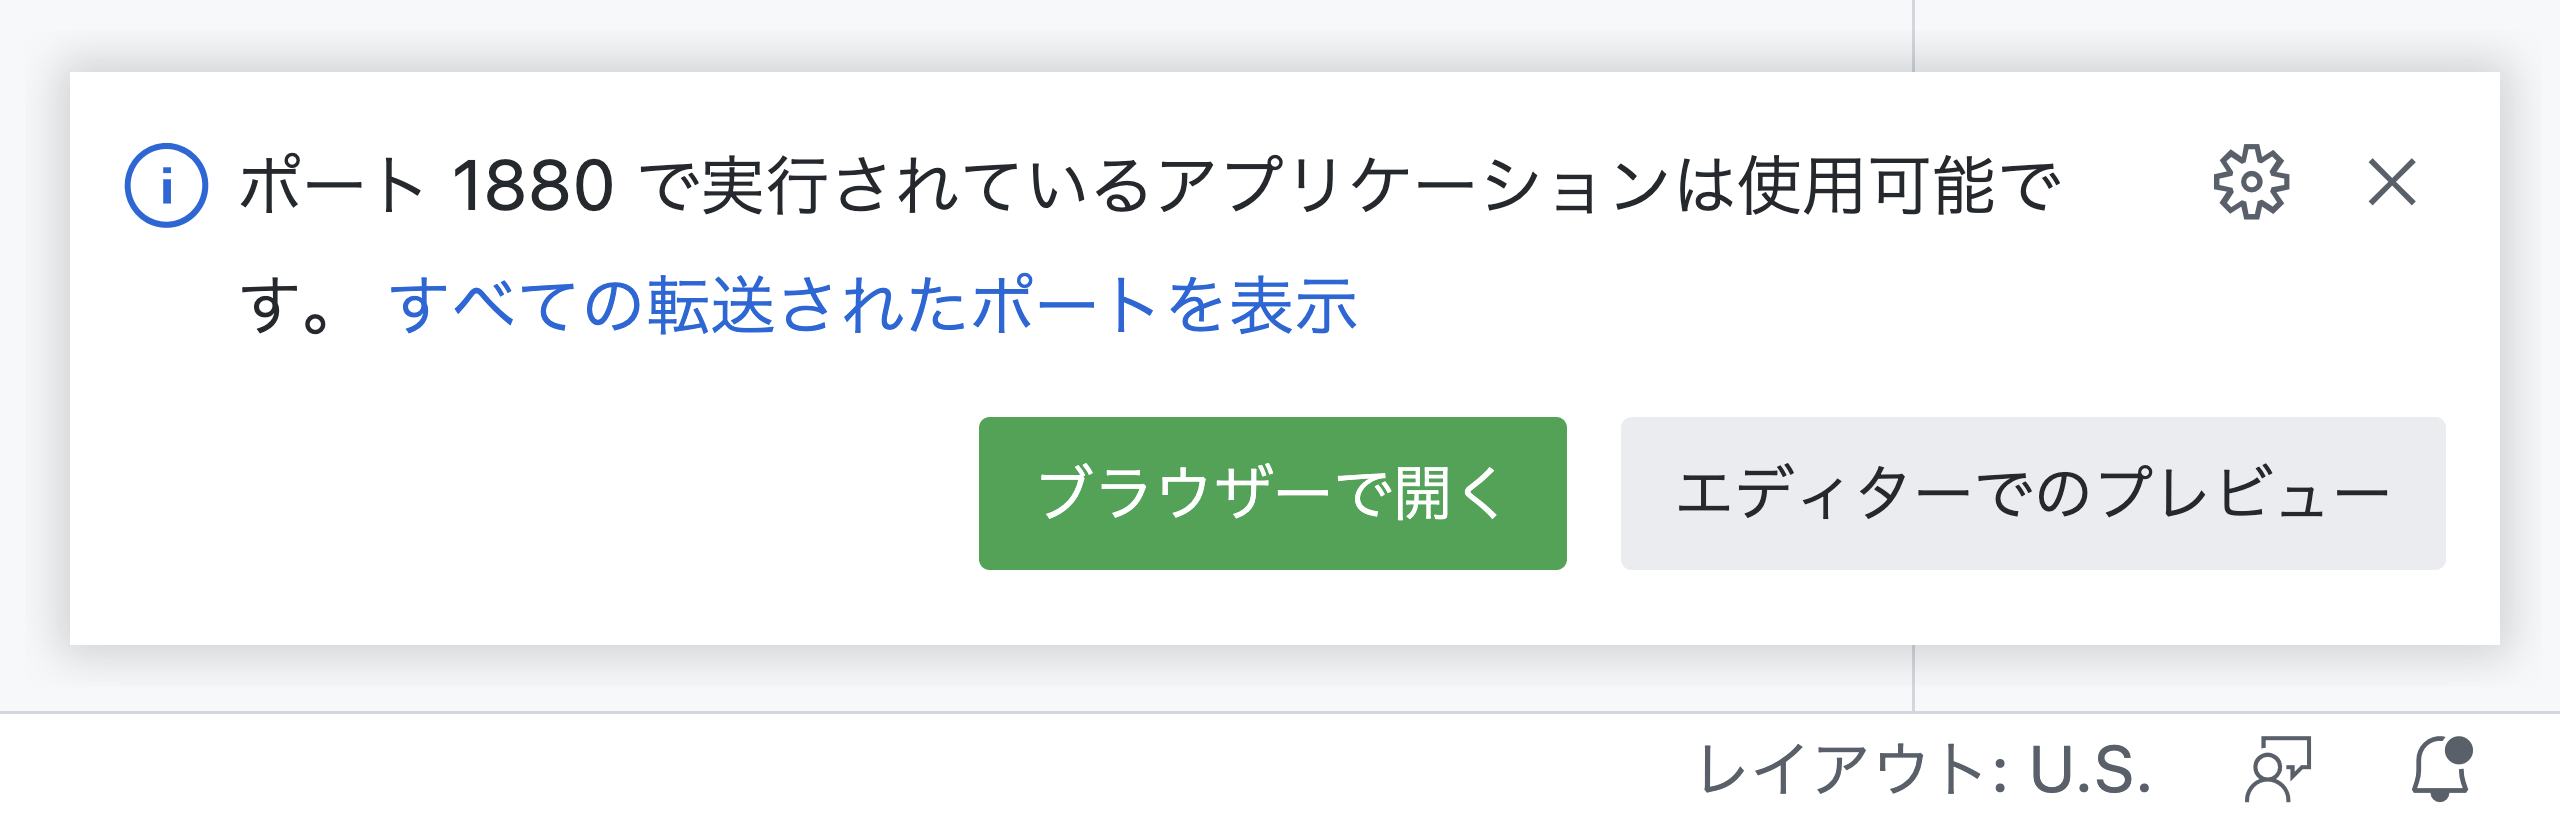 ポート 1880 で実行されているアプリケーションは使用可能で
す。 すべての転送されたポートを表示
ブラウザーで開く
エディターでのプレビュー
レイアウト: U.S.